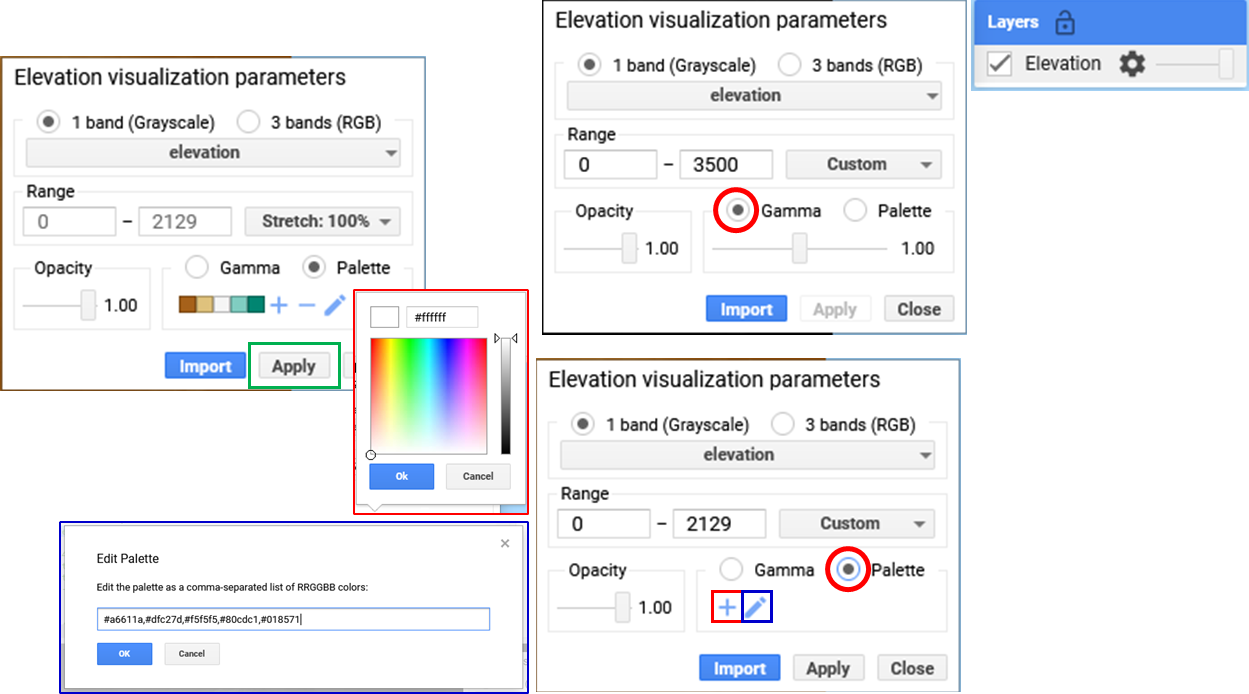 Elevation visualization parameters
1 band (Grayscale) 3 bands (RGB)
elevation
Range
0 – 2129 Stretch: 100%
Opacity Gamma Palette
1.00
Import Apply
#ffffff
Ok Cancel
Edit Palette ×
Edit the palette as a comma-separated list of RRGGBB colors:
#a6611a,#dfc27d,#f5f5f5,#80cdc1,#018571
OK Cancel
Elevation visualization parameters
1 band (Grayscale) 3 bands (RGB)
elevation
Range
0 – 3500 Custom
Opacity Gamma Palette
1.00 1.00
Import Apply Close
Layers
Elevation
Elevation visualization parameters
1 band (Grayscale) 3 bands (RGB)
elevation
Range
0 – 2129 Custom
Opacity Gamma Palette
1.00
Import Apply Close